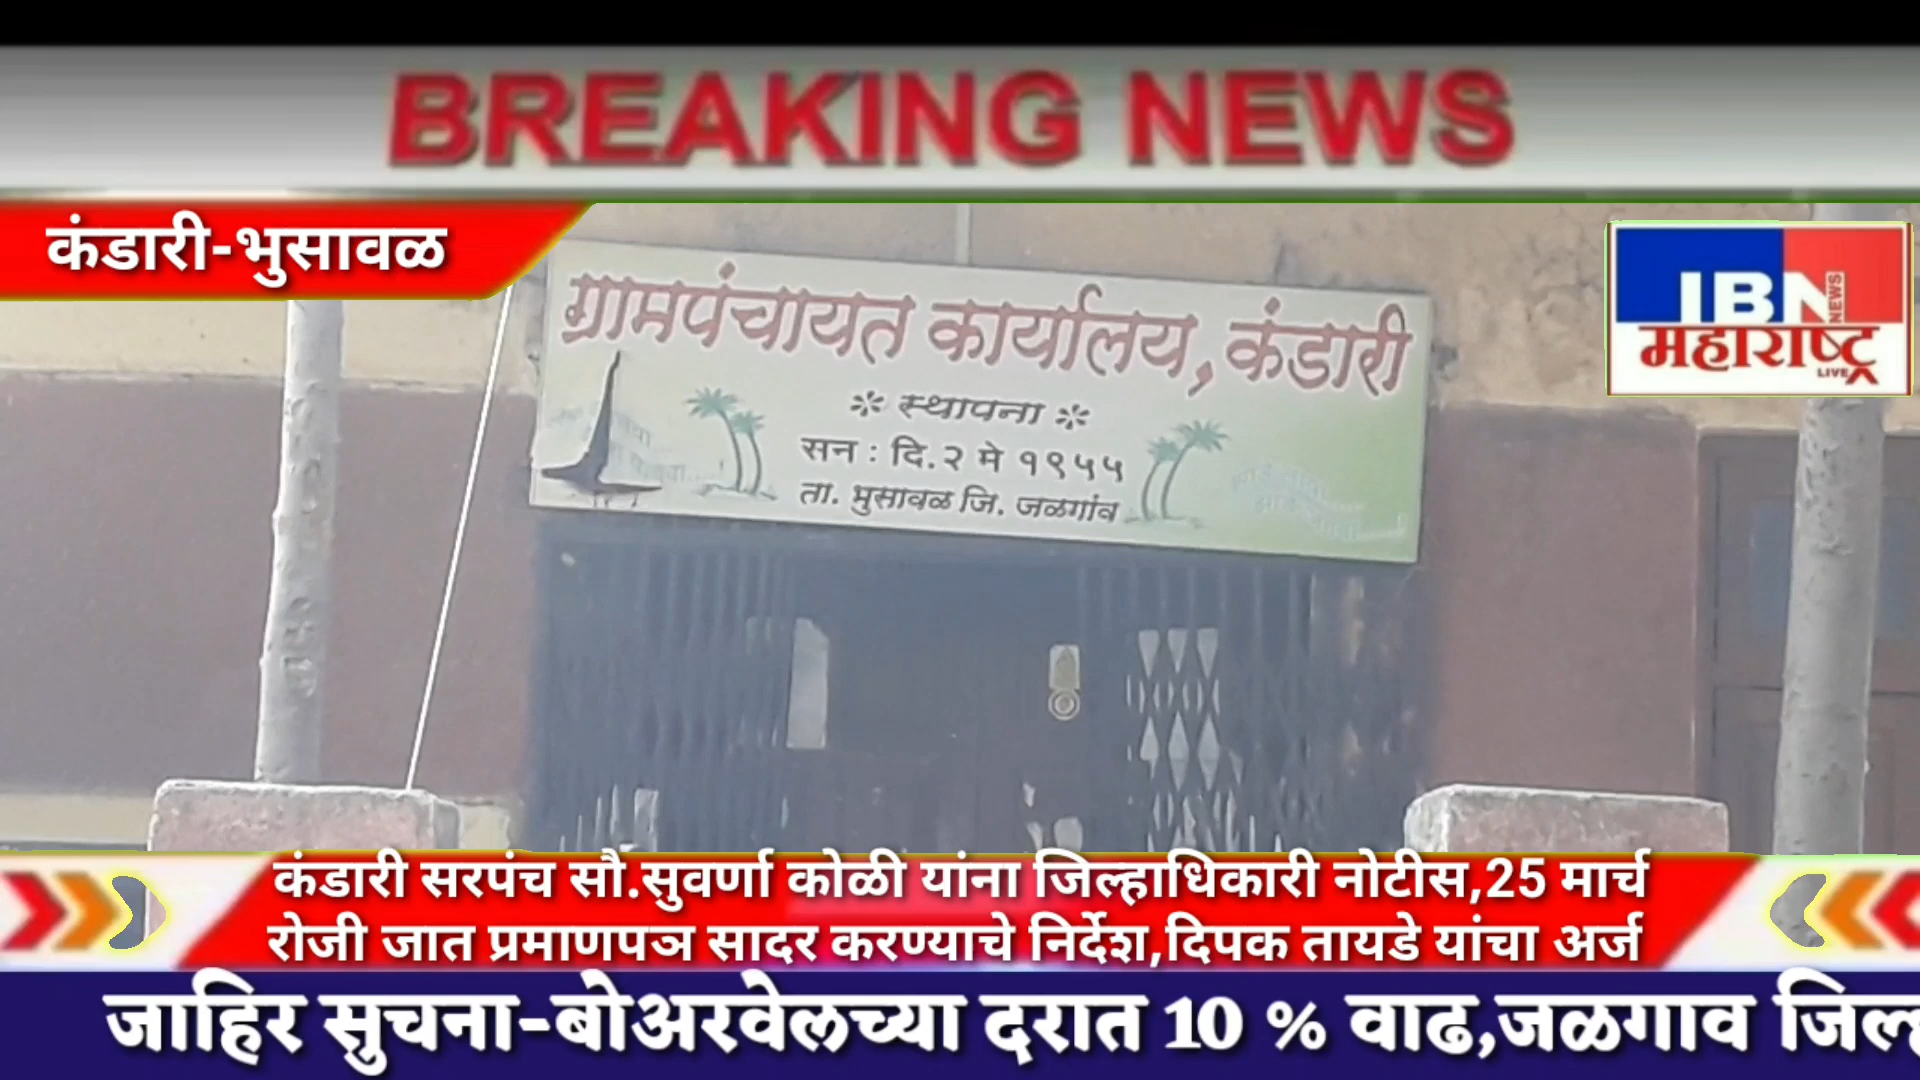 BREAKING NEWS
कंडारी-भुसावळ
IBN NEWS
महाराष्ट्र
LIVE
ग्रामपंचायत कार्यालय, कंडारी
* स्थापना *
सन : दि. २ मे १९५५
ता. भुसावळ जि. जळगांव
कंडारी सरपंच सौ.सुवर्णा कोळी यांना जिल्हाधिकारी नोटीस,25 मार्च
रोजी जात प्रमाणपञ सादर करण्याचे निर्देश,दिपक तायडे यांचा अर्ज
जाहिर सुचना-बोअरवेलच्या दरात 10 % वाढ,जळगाव जिल्ह